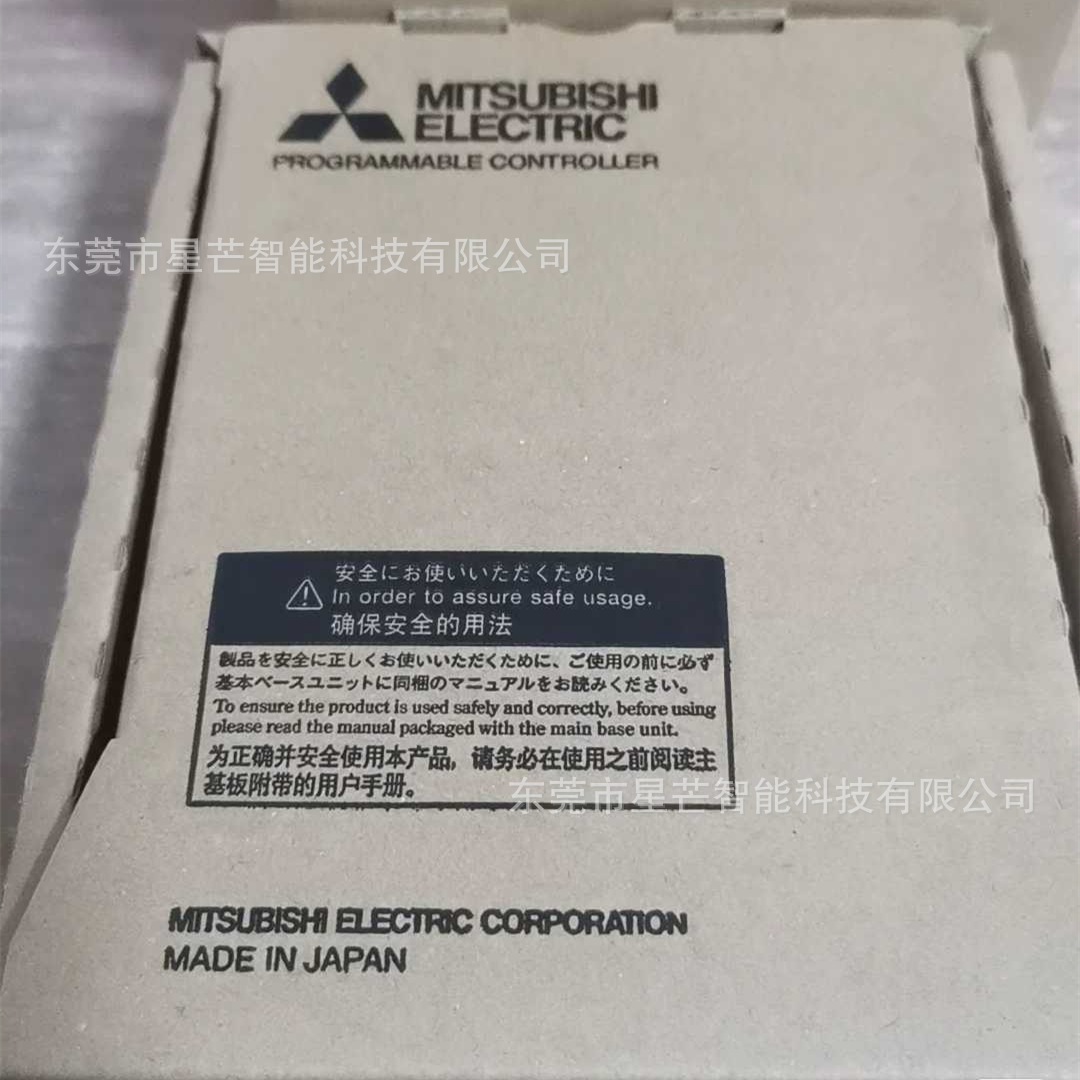 MITSUBISHI
ELECTRIC
PROGRAMMABLE CONTROLLER
东莞市星芒智能科技有限公司
安全にお使いいただくために
In order to assure safe usage.
确保安全的用法
製品を安全に正しくお使いいただくために、ご使用の前に必ず
基本ベースユニットに同梱のマニュアルをお読みください。
To ensure the product is used safely and correctly, before using
please read the manual packaged with the main base unit.
为正确并安全使用本产品，请务必在使用之前阅读主
基板附带的用户手册。
东莞市星芒智能科技有限公司
MITSUBISHI ELECTRIC CORPORATION
MADE IN JAPAN